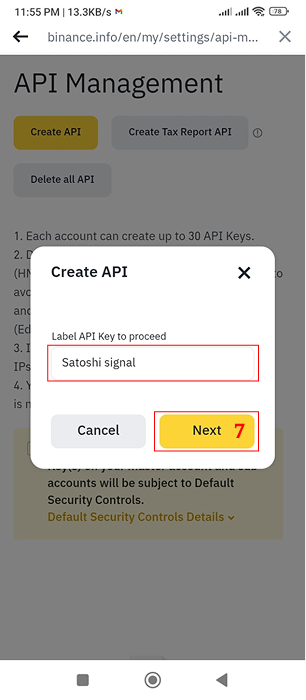 11:55 PM | 13.3KB/s
78
binance.info/en/my/settings/api-m...
API Management
Create API
Create Tax Report API
Delete all API
1. Each account can create up to 30 API Keys.
2. D
(HM
to
avo
and
(Ed
3. I
IPs
4. Y
is n
Create API
Label API Key to proceed
Satoshi signal
Cancel
Next 7
Key(s) on your master account and sub
accounts will be subject to Default
Security Controls.
Default Security Controls Details